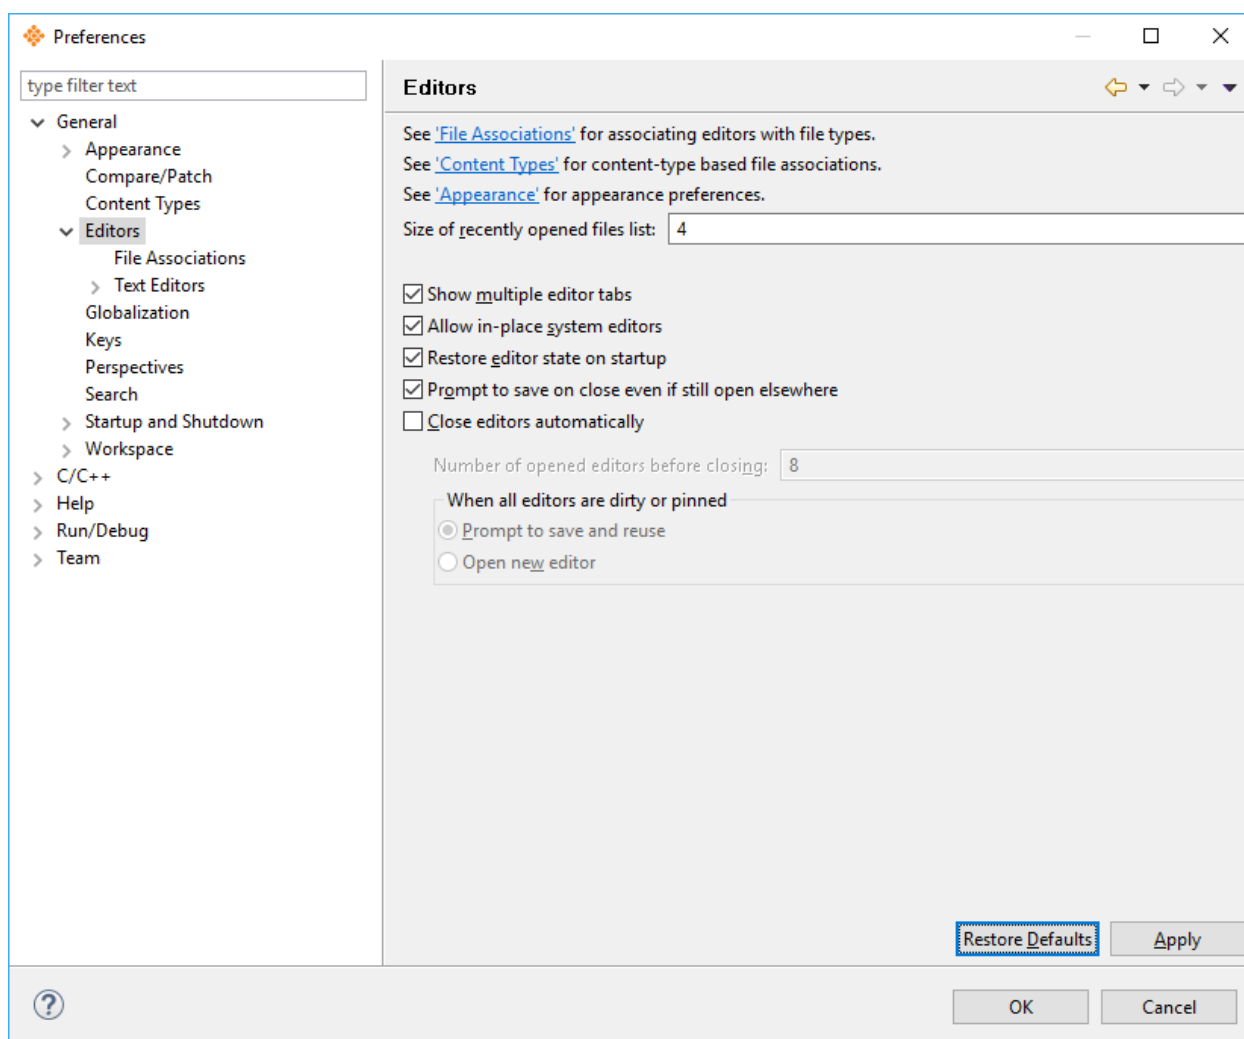 Preferences
type filter text
General
Appearance
Compare/Patch
Content Types
Editors
File Associations
Text Editors
Globalization
Keys
Perspectives
Search
Startup and Shutdown
Workspace
C/C++
Help
Run/Debug
Team
Editors
See 'File Associations' for associating editors with file types.
See 'Content Types' for content-type based file associations.
See 'Appearance' for appearance preferences.
Size of recently opened files list: 4
Show multiple editor tabs
Allow in-place system editors
Restore editor state on startup
Prompt to save on close even if still open elsewhere
Close editors automatically
Number of opened editors before closing: 8
When all editors are dirty or pinned
Prompt to save and reuse
Open new editor
Restore Defaults Apply
OK Cancel